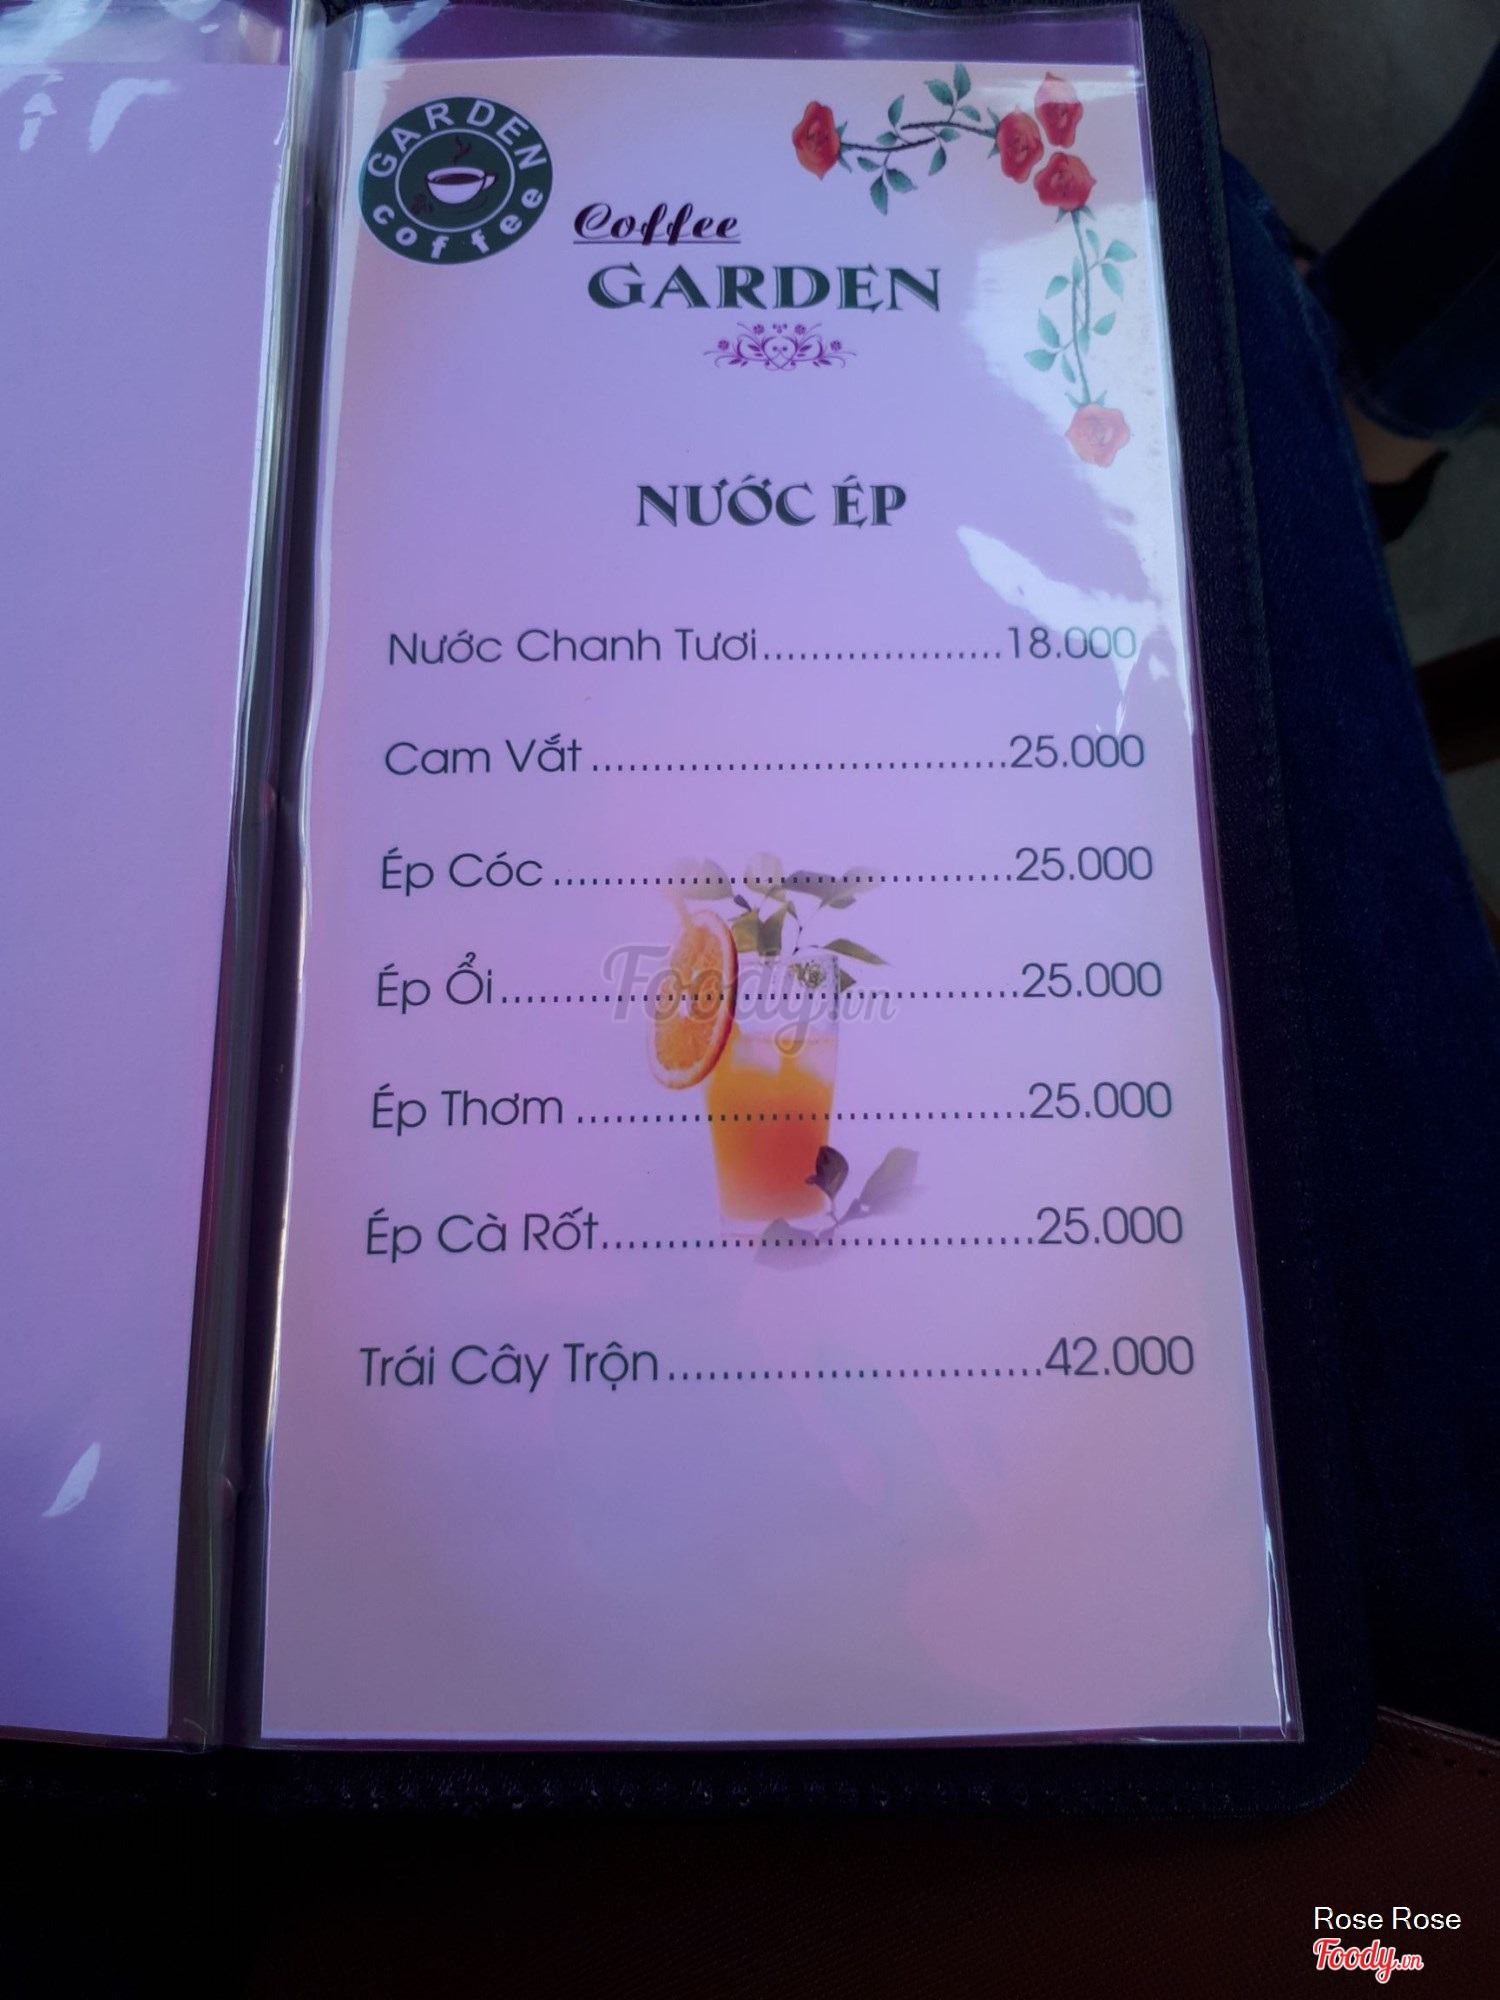 GARDEN
coffee
Coffee
GARDEN
NƯỚC ÉP
Nước Chanh Tươi....................18.000
Cam Vắt ..................................25.000
Ép Cóc .....................................25.000
Ép Ổi.........................................25.000
Ép Thơm ...................................25.000
Ép Cà Rốt..................................25.000
Trái Cây Trộn............................42.000
Foody.vn
Rose Rose
Foody.vn